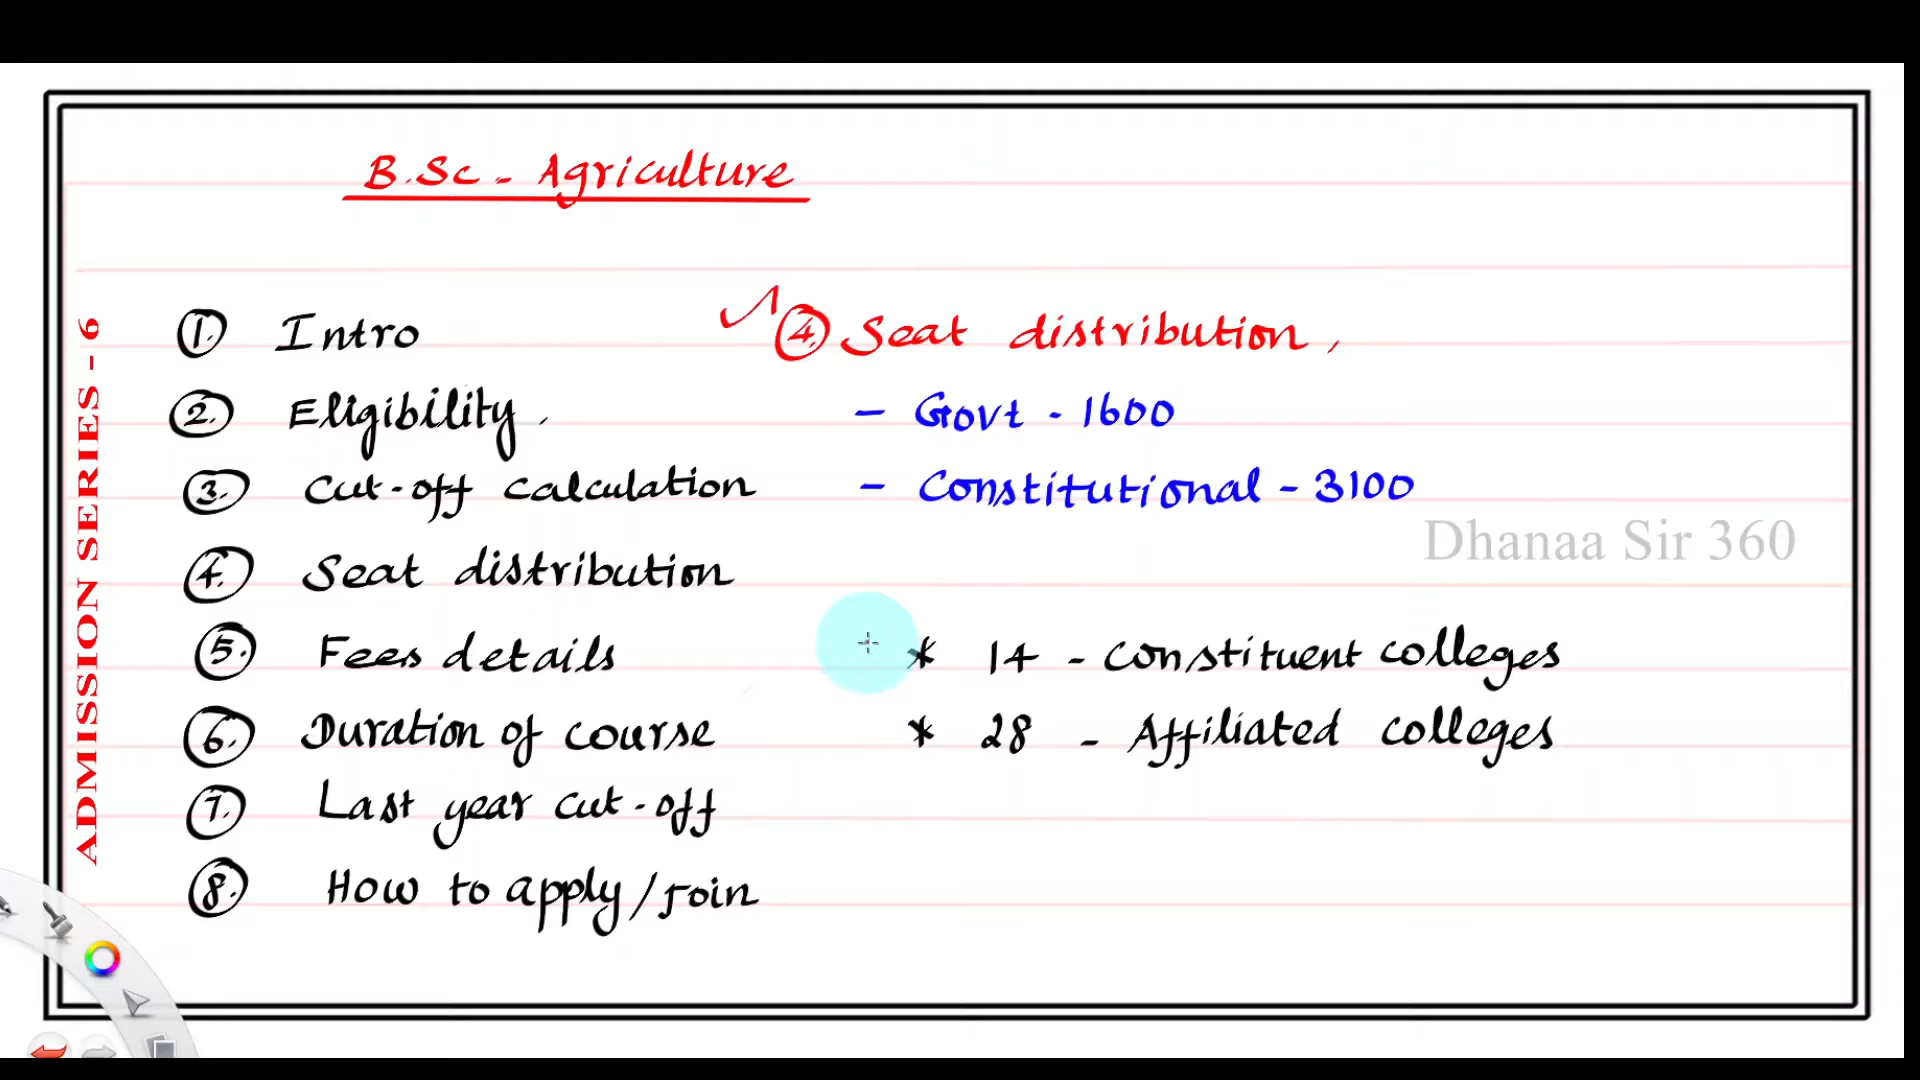 B.Sc - Agriculture
ADMISSION SERIES - 6
1. Intro
2. Eligibility.
3. Cut-off calculation
4. Seat distribution
5. Fees details
6. Duration of course
7. Last year cut-off
8. How to apply/join
4. Seat distribution,
- Govt - 1600
- Constitutional - 3100
Dhanaa Sir 360
* 14 - Constituent colleges
* 28 - Affiliated colleges